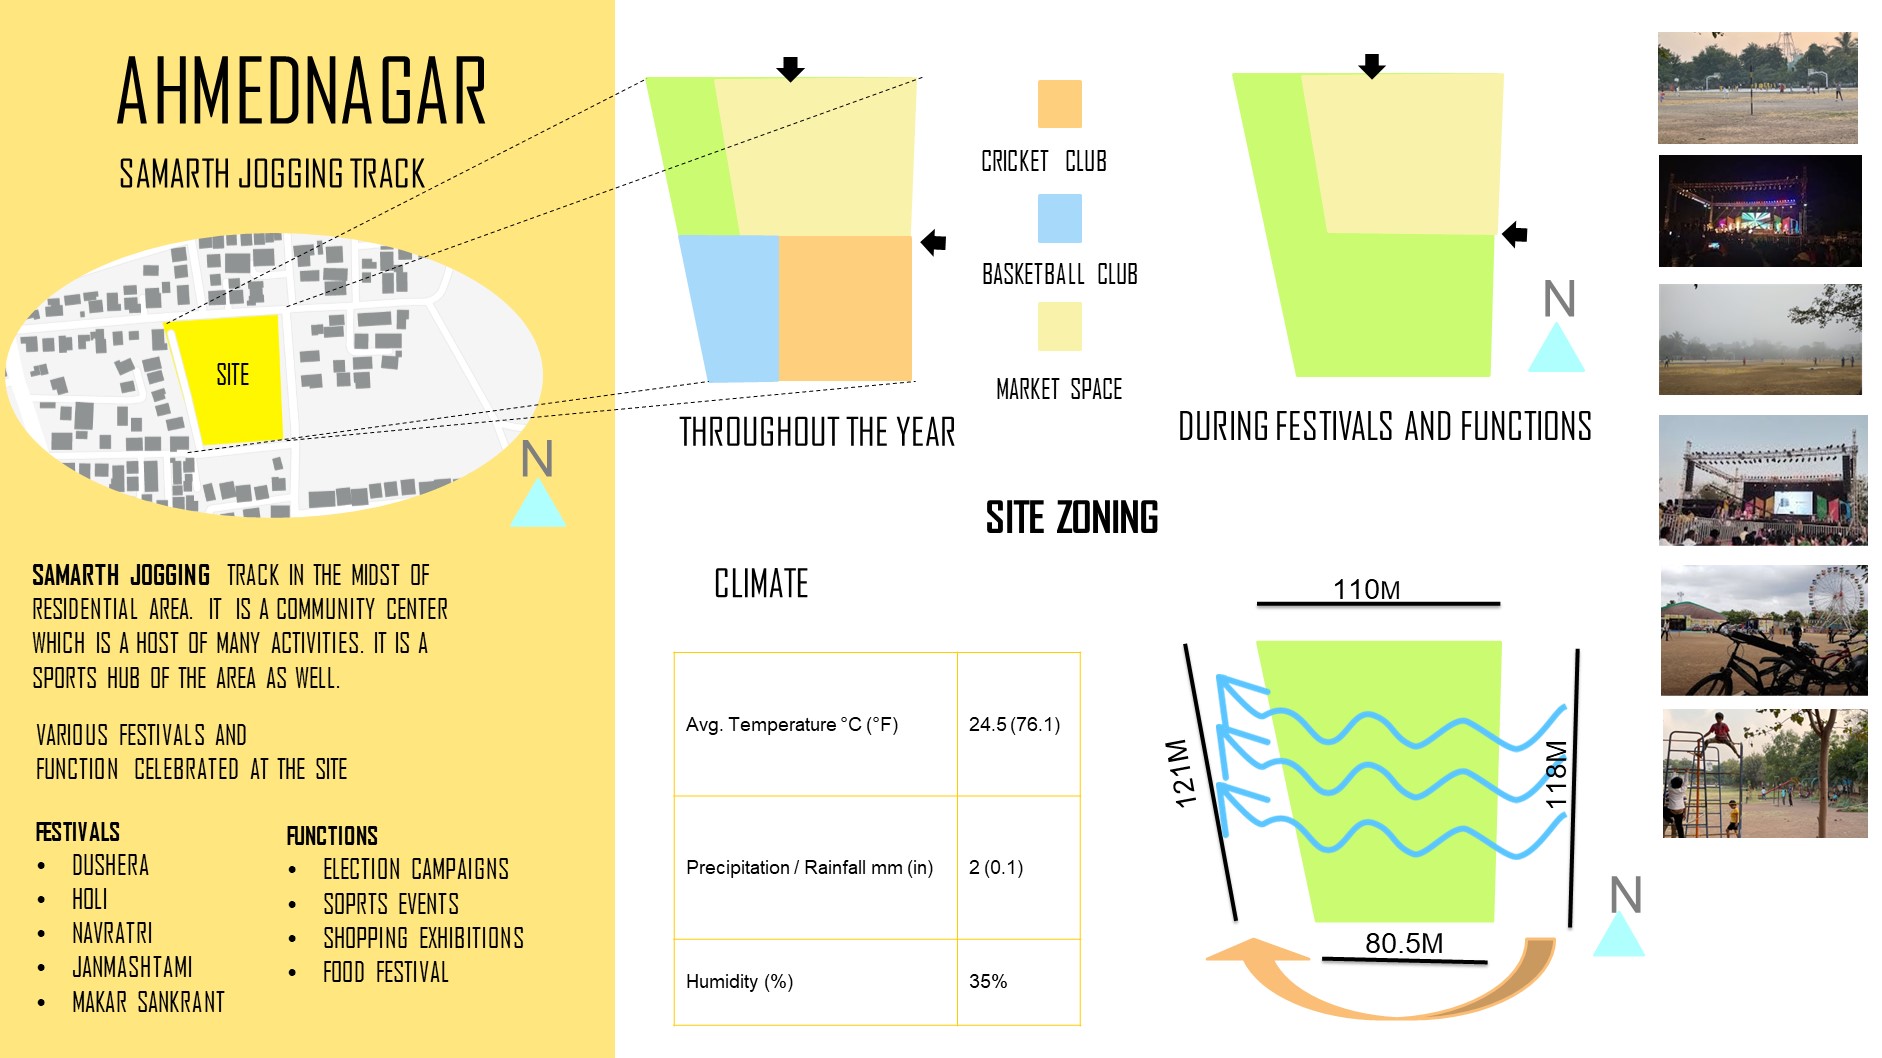 AHMEDNAGAR
SAMARTH JOGGING TRACK
SITE
N
SAMARTH JOGGING TRACK IN THE MIDST OF
RESIDENTIAL AREA. IT IS A COMMUNITY CENTER
WHICH IS A HOST OF MANY ACTIVITIES. IT IS A
SPORTS HUB OF THE AREA AS WELL.
VARIOUS FESTIVALS AND
FUNCTION CELEBRATED AT THE SITE
FESTIVALS
• DUSHERA
• HOLI
• NAVRATRI
• JANMASHTAMI
• MAKAR SANKRANT
FUNCTIONS
• ELECTION CAMPAIGNS
• SOPRTS EVENTS
• SHOPPING EXHIBITIONS
• FOOD FESTIVAL
CRICKET CLUB
BASKETBALL CLUB
MARKET SPACE
THROUGHOUT THE YEAR
N
DURING FESTIVALS AND FUNCTIONS
SITE ZONING
CLIMATE
Avg. Temperature °C (°F) 24.5 (76.1)
Precipitation / Rainfall mm (in) 2 (0.1)
Humidity (%) 35%
110M
121M
118M
80.5M
N